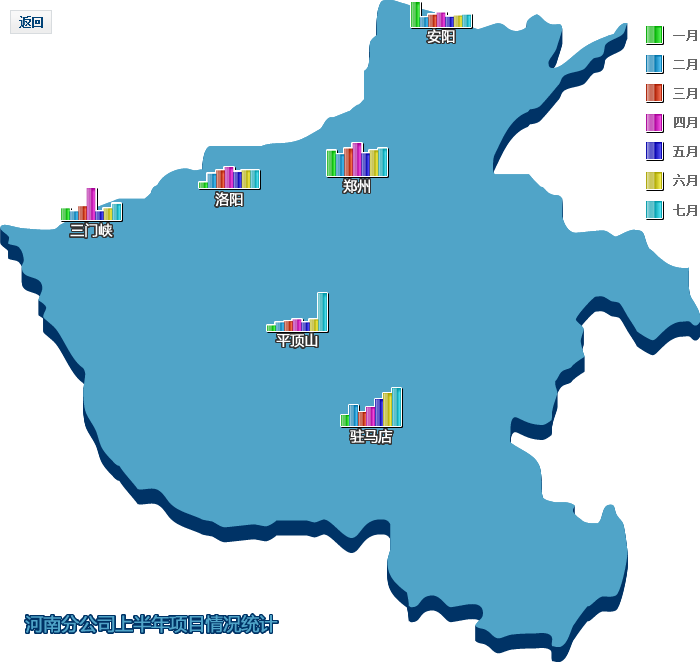 返回
安阳
一月
二月
三月
四月
五月
六月
七月
郑州
洛阳
三门峡
平顶山
驻马店
河南分公司上半年项目情况统计